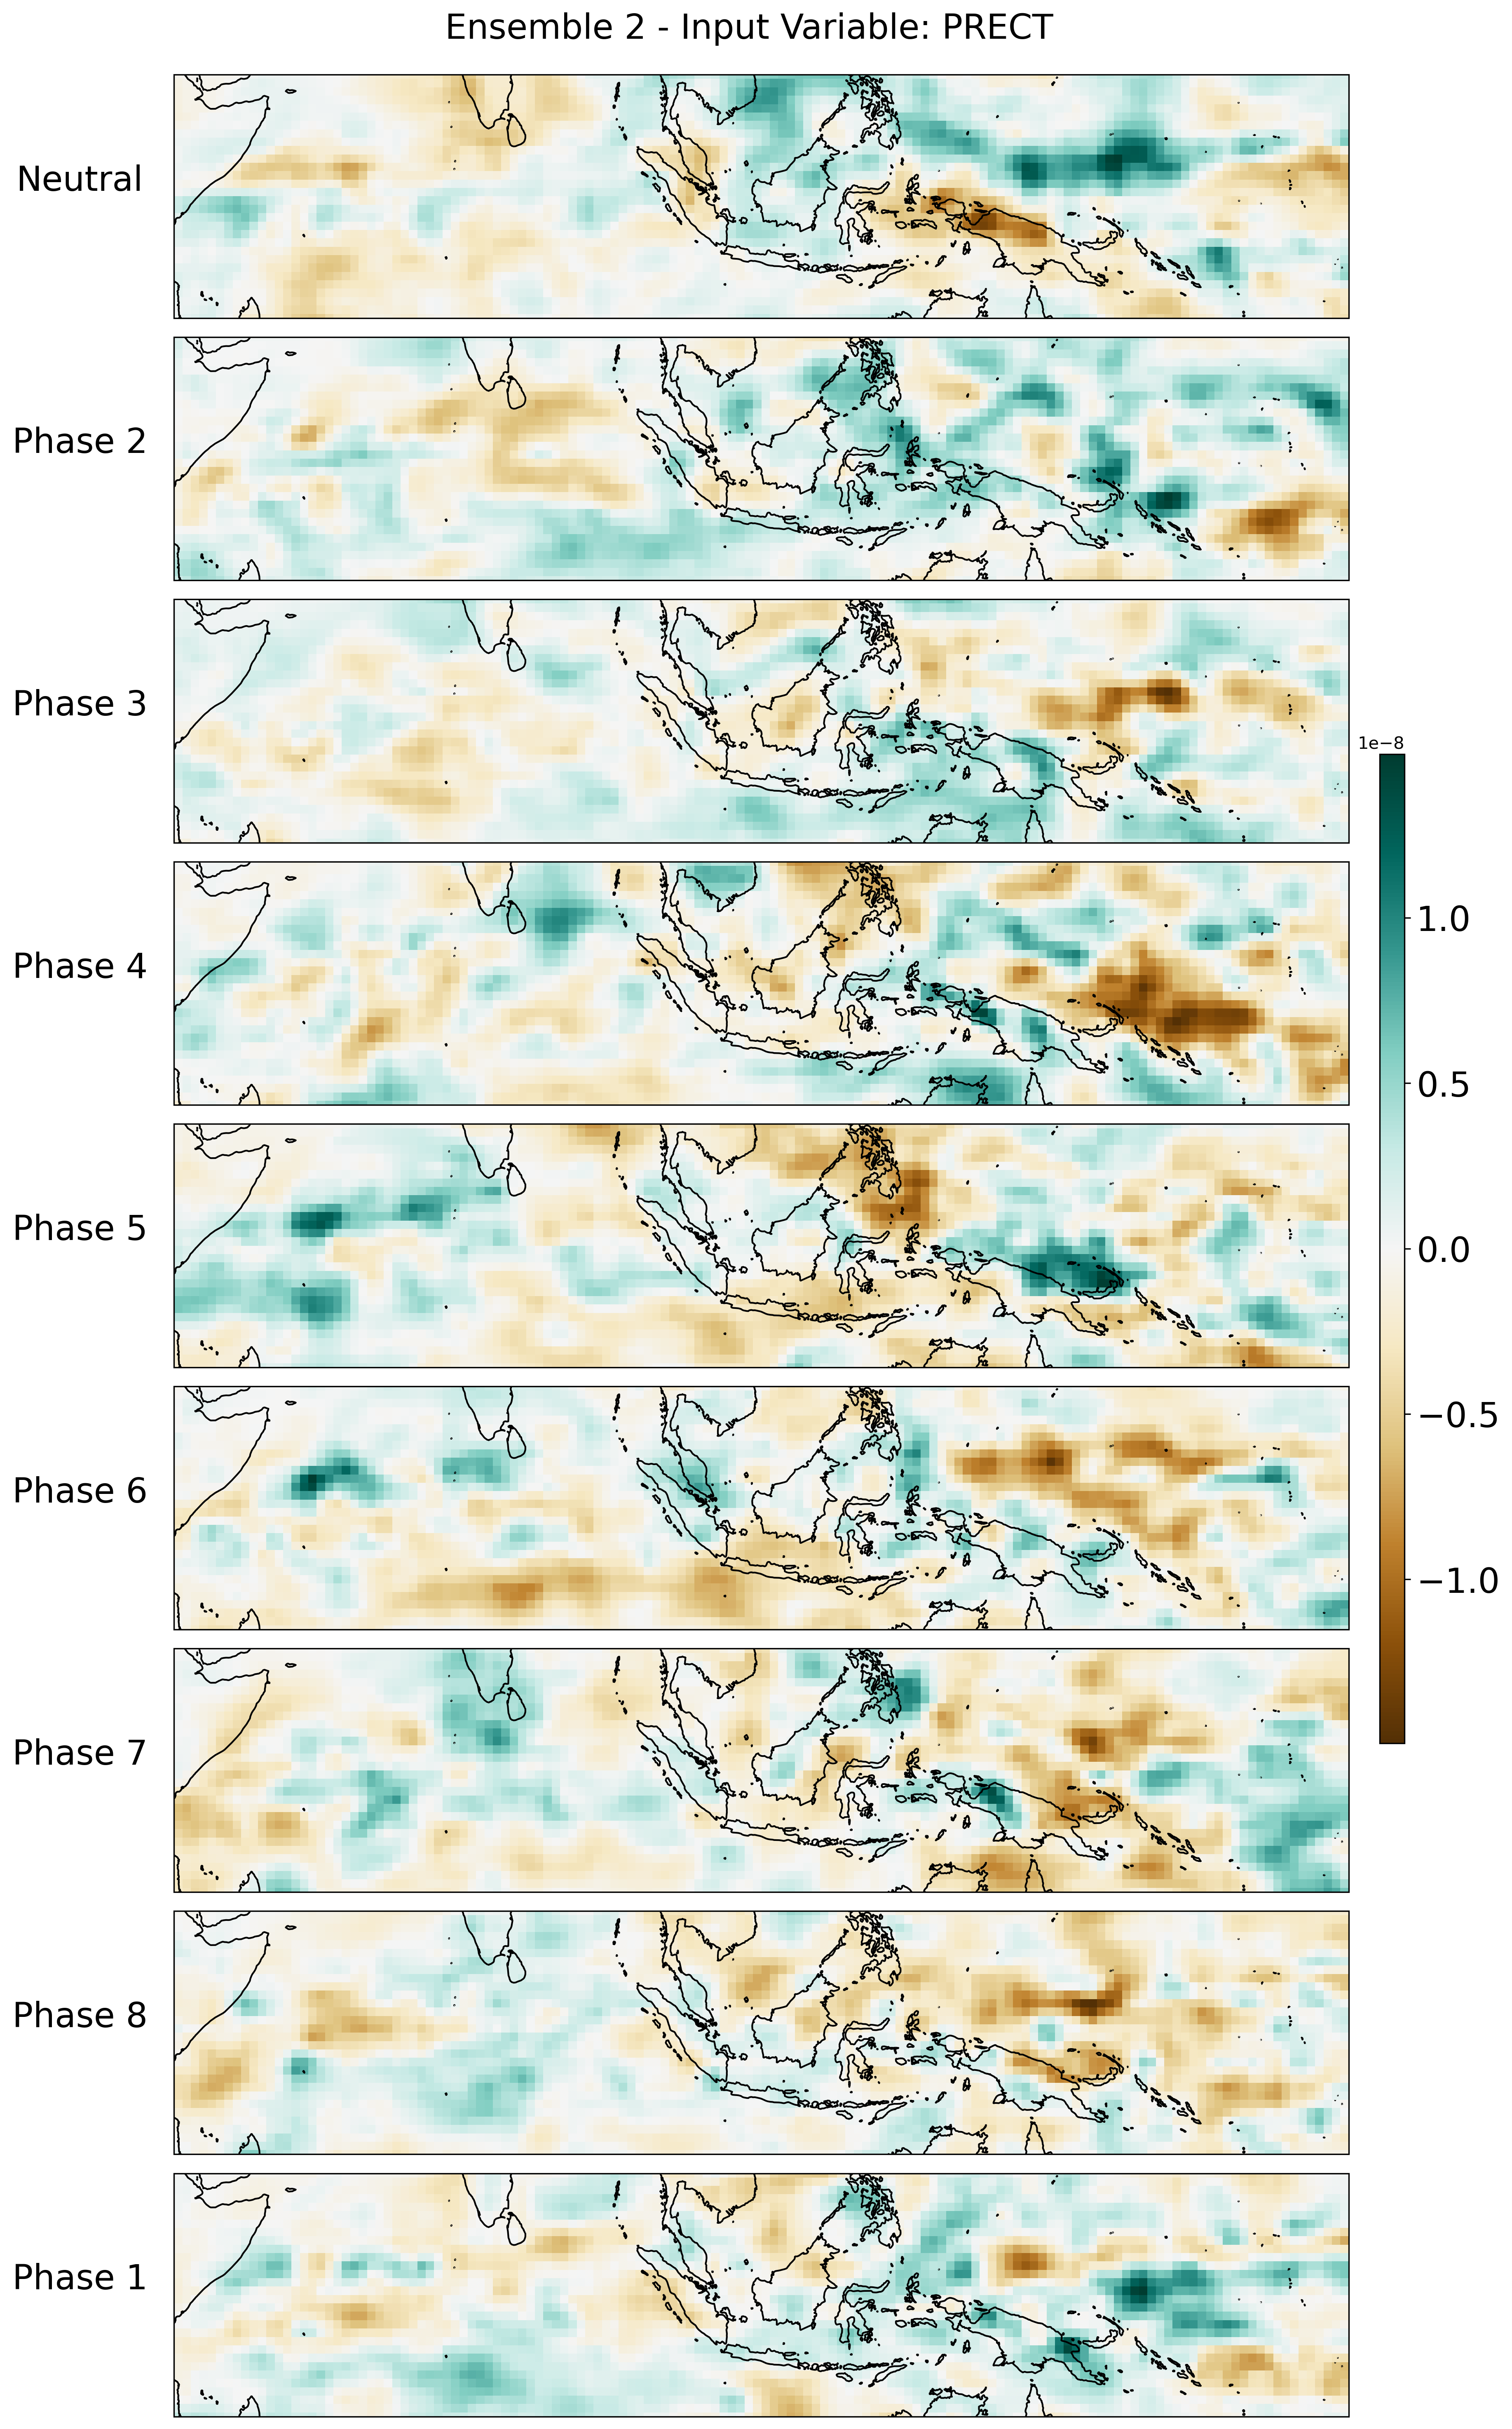 Ensemble 2 - Input Variable: PRECT
Neutral
Phase 2
Phase 3
Phase 4
Phase 5
Phase 6
Phase 7
Phase 8
Phase 1
1e−8
1.0
0.5
0.0
−0.5
−1.0